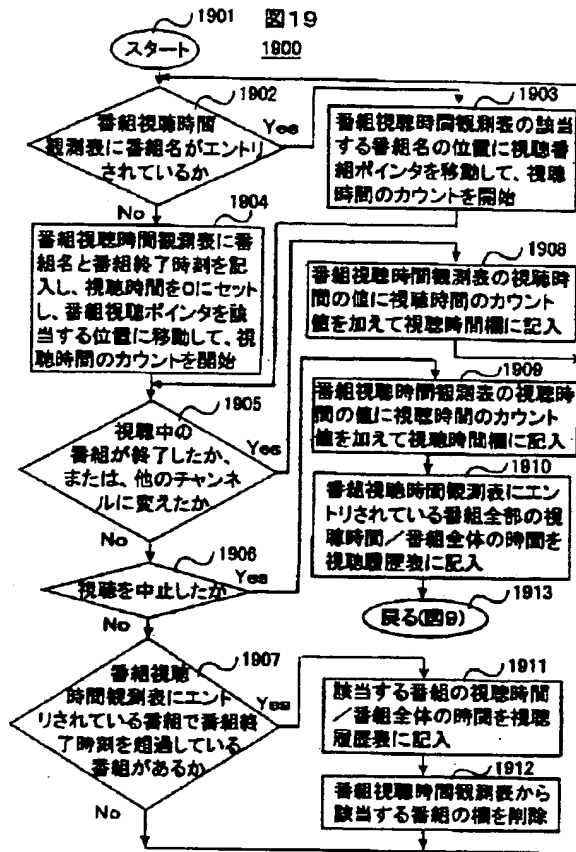 図19
1900
1901
スタート
1902
番組視聴時間
観測表に番組名がエントリ
されているか
Yes
No
1903
番組視聴時間観測表の該当
する番組名の位置に視聴番
組ポインタを移動して、視聴
時間のカウントを開始
1904
番組視聴時間観測表に番
組名と番組終了時刻を記
入し、視聴時間を0にセット
し、番組視聴ポインタを該
当する位置に移動して、視
聴時間のカウントを開始
1908
番組視聴時間観測表の視聴時
間の値に視聴時間のカウント
値を加えて視聴時間欄に記入
1909
番組視聴時間観測表の視聴時
間の値に視聴時間のカウント
値を加えて視聴時間欄に記入
1905
視聴中の
番組が終了したか、
または、他のチャンネ
ルに変えたか
Yes
No
1910
番組視聴時間観測表にエント
リされている番組全部の視
聴時間/番組全体の時間を
視聴履歴表に記入
1906
視聴を中止したか
Yes
No
1913
戻る(図9)
1907
番組視聴
時間観測表にエント
リされている番組で番組終
了時刻を超過している
番組があるか
Yes
No
1911
該当する番組の視聴時間
/番組全体の時間を視聴
履歴表に記入
1912
番組視聴時間観測表から
該当する番組の欄を削除